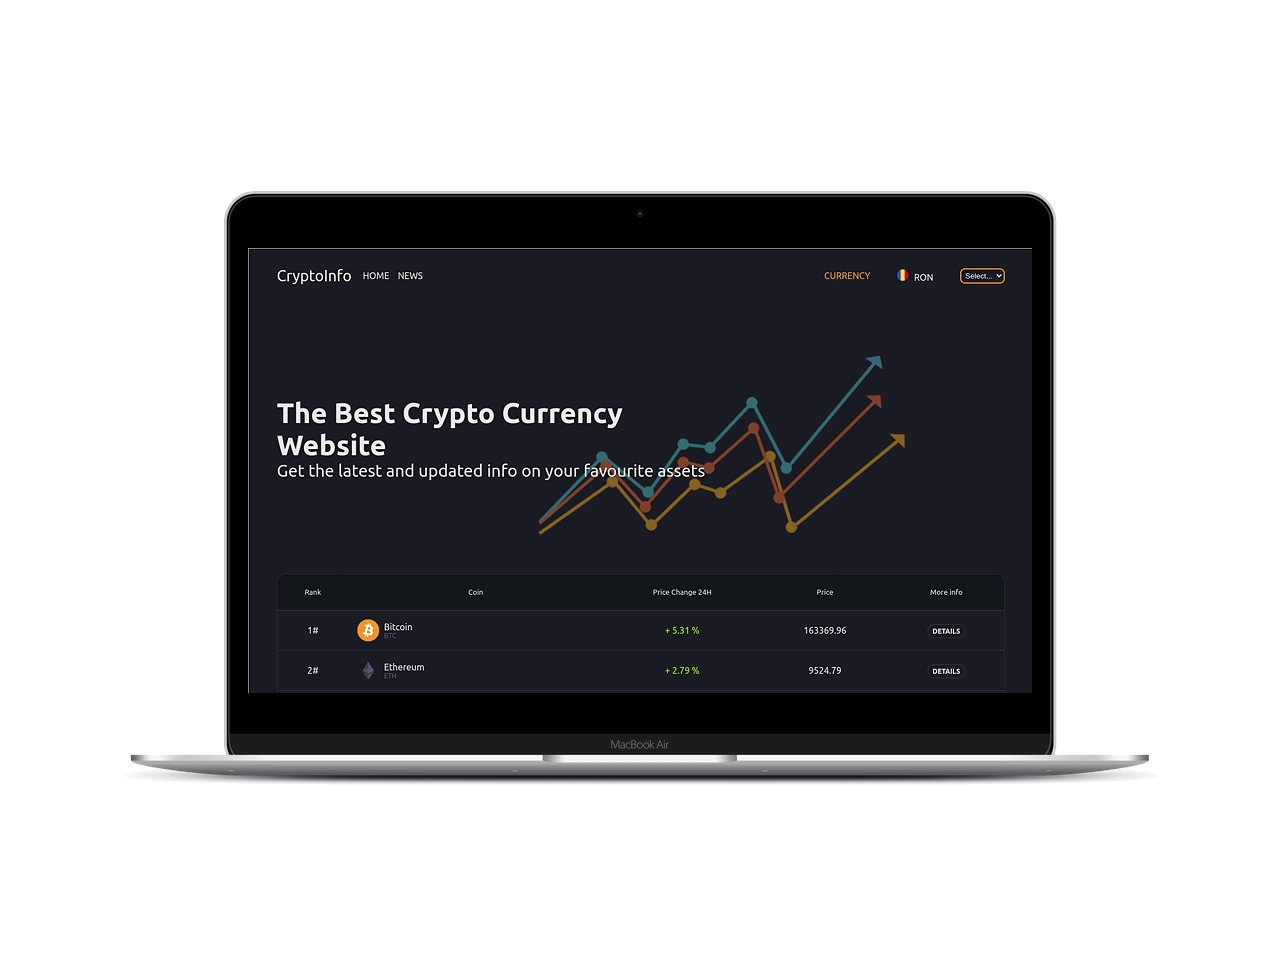 CryptoInfo HOME NEWS CURRENCY RON Select...
The Best Crypto Currency
Website
Get the latest and updated info on your favourite assets
Rank Coin Price Change 24H Price More info
1# Bitcoin + 5.31 % 163369.96 DETAILS
BTC
2# Ethereum + 2.79 % 9524.79 DETAILS
ETH
MacBook Air